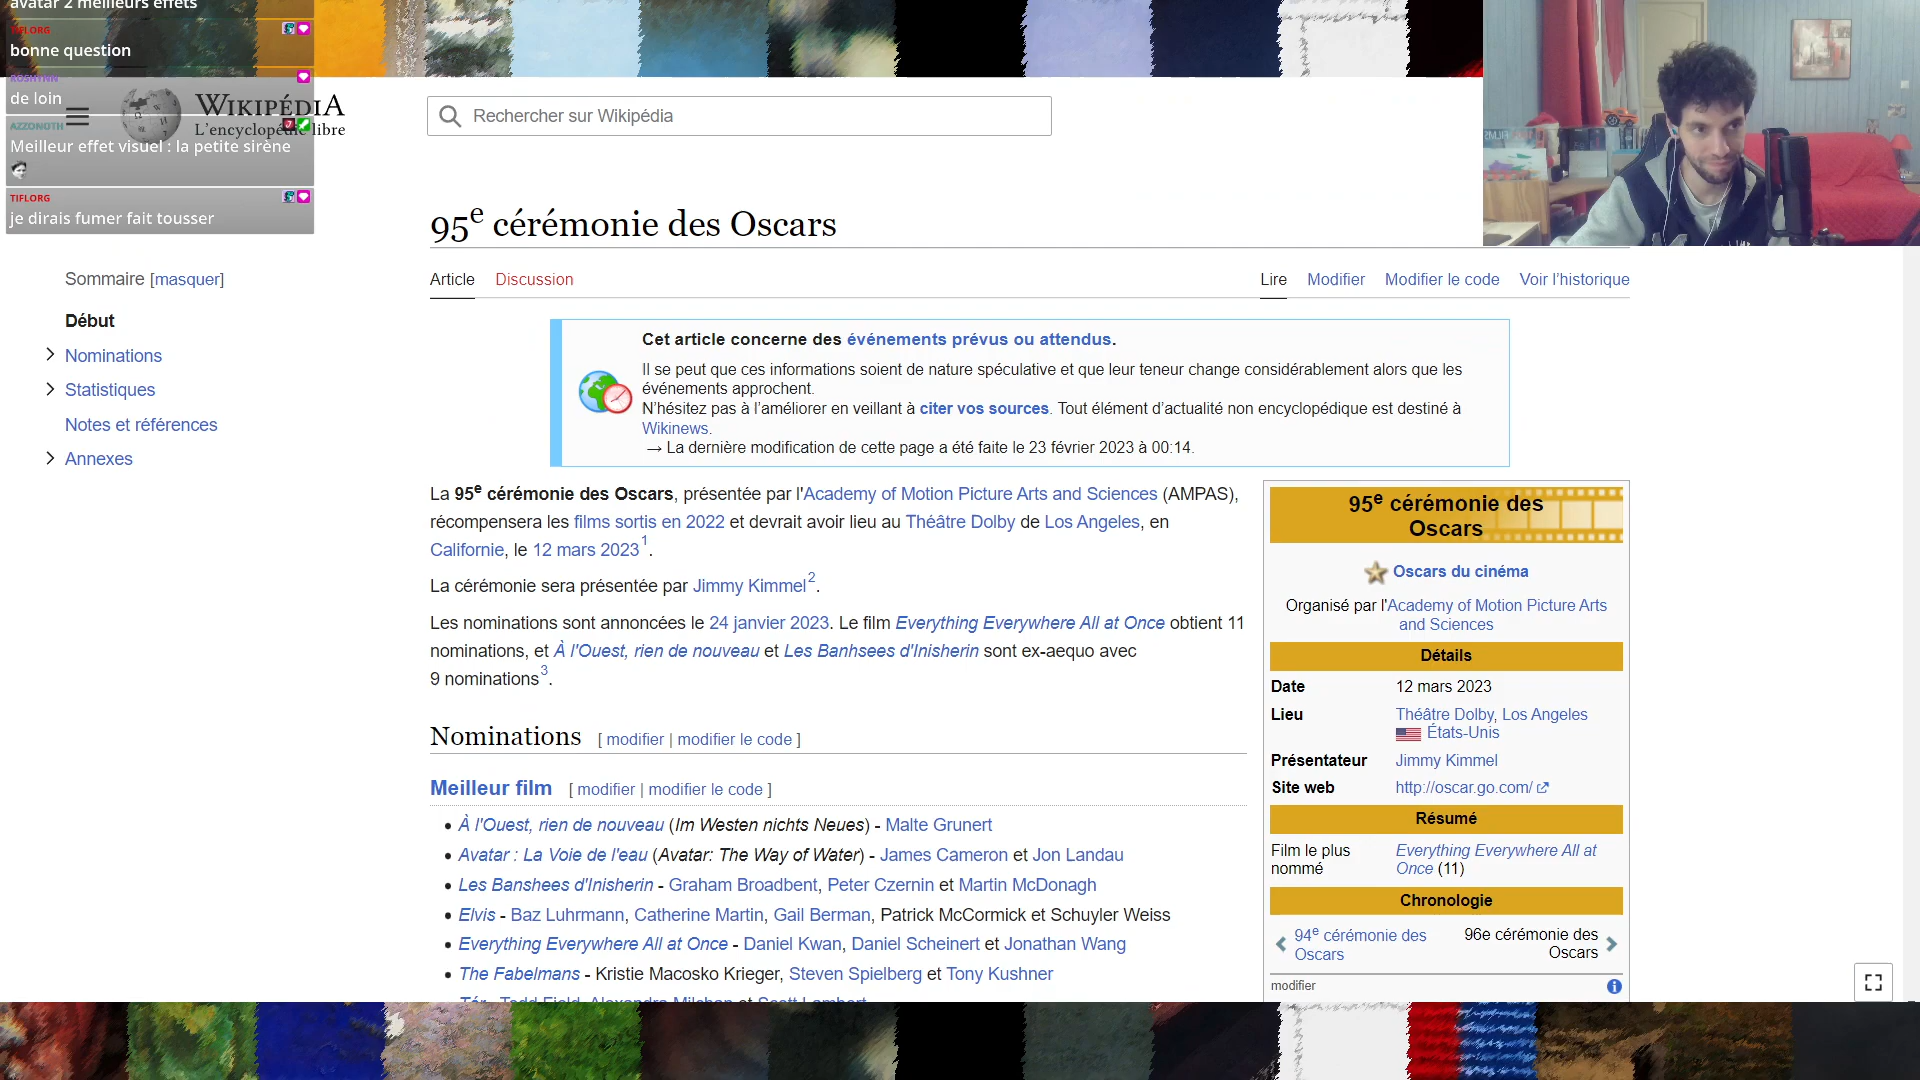 avatar 2 meilleurs effets
TIFLORG
bonne question
de loin
AZZONOTH
Meilleur effet visuel : la petite sirène
TIFLORG
je dirais fumer fait tousser
WIKIPÉDIA
L'encyclopédie libre
Rechercher sur Wikipédia
95e cérémonie des Oscars
Sommaire [masquer]
Début
Nominations
Statistiques
Notes et références
Annexes
Article Discussion
Lire Modifier Modifier le code Voir l'historique
Cet article concerne des événements prévus ou attendus.
Il se peut que ces informations soient de nature spéculative et que leur teneur change considérablement alors que les
événements approchent.
N'hésitez pas à l'améliorer en veillant à citer vos sources. Tout élément d'actualité non encyclopédique est destiné à
Wikinews.
→ La dernière modification de cette page a été faite le 23 février 2023 à 00:14.
La 95e cérémonie des Oscars, présentée par l'Academy of Motion Picture Arts and Sciences (AMPAS),
récompensera les films sortis en 2022 et devrait avoir lieu au Théâtre Dolby de Los Angeles, en
Californie, le 12 mars 2023 1.
La cérémonie sera présentée par Jimmy Kimmel 2.
Les nominations sont annoncées le 24 janvier 2023. Le film Everything Everywhere All at Once obtient 11
nominations, et À l'Ouest, rien de nouveau et Les Banhsees d'Inisherin sont ex-aequo avec
9 nominations 3.
Nominations [ modifier | modifier le code ]
Meilleur film [ modifier | modifier le code ]
• À l'Ouest, rien de nouveau (Im Westen nichts Neues) - Malte Grunert
• Avatar : La Voie de l'eau (Avatar: The Way of Water) - James Cameron et Jon Landau
• Les Banshees d'Inisherin - Graham Broadbent, Peter Czernin et Martin McDonagh
• Elvis - Baz Luhrmann, Catherine Martin, Gail Berman, Patrick McCormick et Schuyler Weiss
• Everything Everywhere All at Once - Daniel Kwan, Daniel Scheinert et Jonathan Wang
• The Fabelmans - Kristie Macosko Krieger, Steven Spielberg et Tony Kushner
Tár - Todd Field, Alexandra Milchan et Scott Lambert
95e cérémonie des
Oscars
Oscars du cinéma
Organisé par l'Academy of Motion Picture Arts
and Sciences
Détails
Date 12 mars 2023
Lieu Théâtre Dolby, Los Angeles
États-Unis
Présentateur Jimmy Kimmel
Site web http://oscar.go.com/
Résumé
Film le plus
nommé
Everything Everywhere All at
Once (11)
Chronologie
94e cérémonie des
Oscars
96e cérémonie des
Oscars
modifier